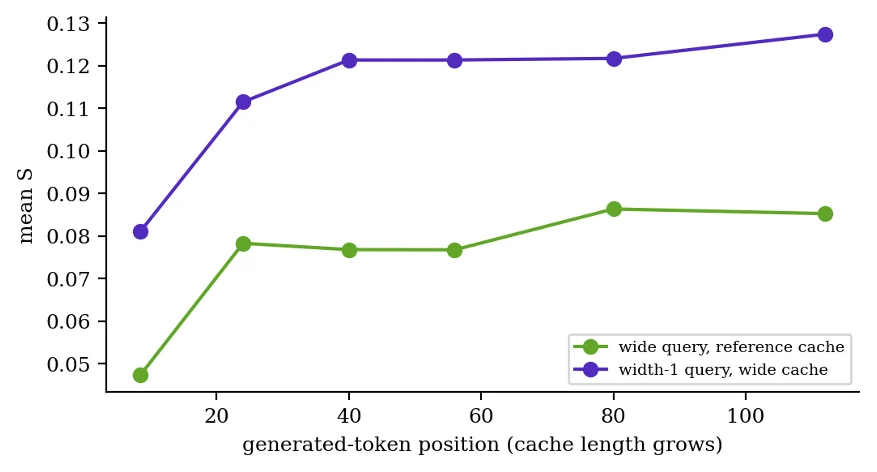 0.13
0.12
0.11
0.10
0.09
0.08
0.07
0.06
0.05
mean S
20 40 60 80 100
generated-token position (cache length grows)
wide query, reference cache
width-1 query, wide cache